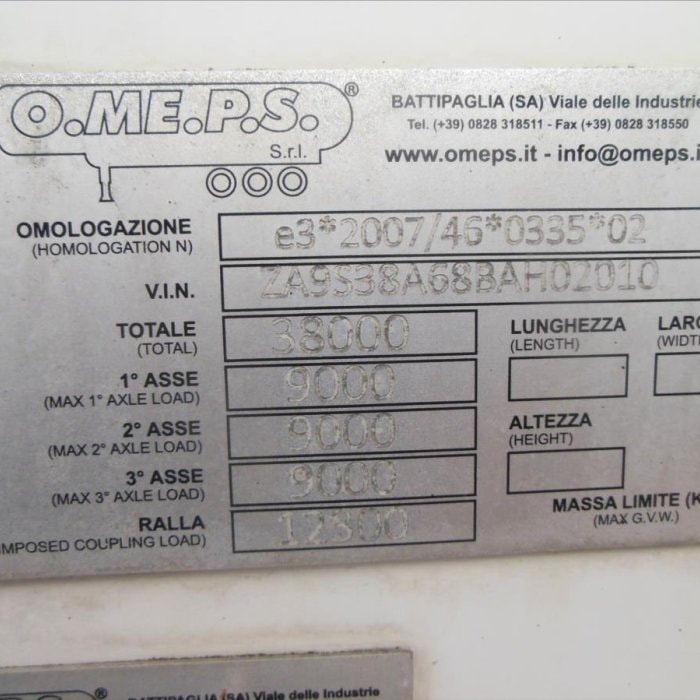 O.ME.P.S.®
S.r.l.
BATTIPAGLIA (SA) Viale delle Industrie
Tel. (+39) 0828 318511 - Fax (+39) 0828 318550
www.omeps.it - info@omeps.i
OMOLOGAZIONE
(HOMOLOGATION N)
e3*2007/46*0335*02
V.I.N.
ZA9S38A68BAH02010
TOTALE
(TOTAL)
38000
LUNGHEZZA
(LENGTH)
LARG
(WIDTH
1° ASSE
(MAX 1° AXLE LOAD)
9000
2° ASSE
(MAX 2° AXLE LOAD)
9000
ALTEZZA
(HEIGHT)
3° ASSE
(MAX 3° AXLE LOAD)
9000
MASSA LIMITE (K
(MAX G.V.W.)
RALLA
IMPOSED COUPLING LOAD)
®
BATTIPAGLIA (SA) Viale delle Industrie